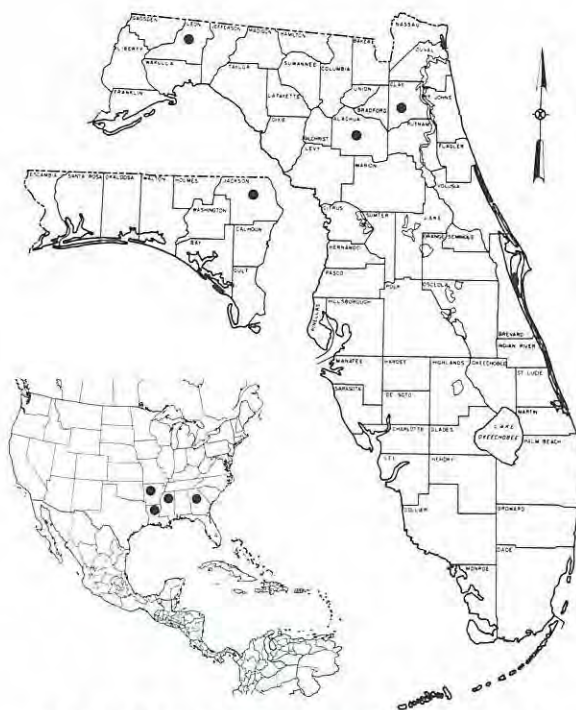 GADSDEN
LEON
JEFFERSON
MADISON
HAMILTON
NASSAU
BAKER
DUVAL
LIBERTY
WAKULLA
TAYLOR
SUWANNEE
COLUMBIA
UNION
CLAY
ST JOHNS
FRANKLIN
LAFAYETTE
BRADFORD
DIXIE
GILCHRIST
ALACHUA
PUTNAM
LEVY
FLAGLER
MARION
VOLUSIA
ESCAMBIA
SANTA ROSA
OKALOOSA
WALTON
HOLMES
JACKSON
WASHINGTON
BAY
CALHOUN
GULF
CITRUS
SUMTER
LAKE
HERNANDO
ORANGE
SEMINOLE
PASCO
POLK
OSCEOLA
PINELLAS
HILLSBOROUGH
BREVARD
INDIAN RIVER
MANATEE
HARDEE
HIGHLANDS
OKEECHOBEE
ST LUCIE
SARASOTA
DE SOTO
MARTIN
CHARLOTTE
GLADES
LAKE
OKEECHOBEE
PALM BEACH
LEE
HENDRY
COLLIER
BROWARD
DADE
MONROE